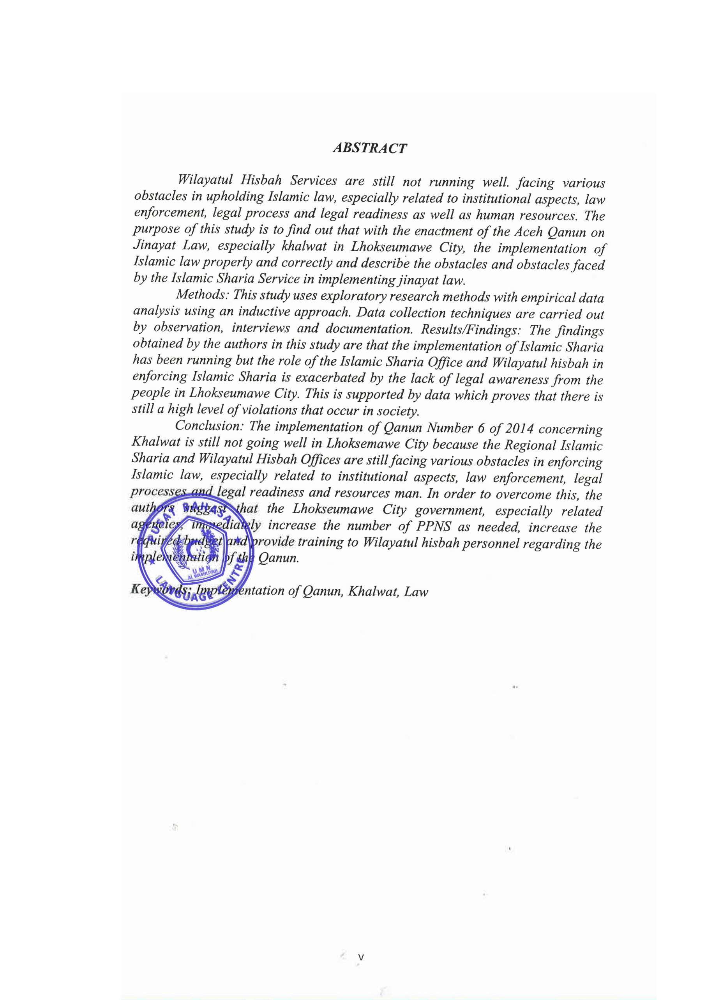 ABSTRACT
Wilayatul Hisbah Services are still not running well. facing various
obstacles in upholding Islamic law, especially related to institutional aspects, law
enforcement, legal process and legal readiness as well as human resources. The
purpose of this study is to find out that with the enactment of the Aceh Qanun on
Jinayat Law, especially khalwat in Lhokseumawe City, the implementation of
Islamic law properly and correctly and describe the obstacles and obstacles faced
by the Islamic Sharia Service in implementing jinayat law.
Methods: This study uses exploratory research methods with empirical data
analysis using an inductive approach. Data collection techniques are carried out
by observation, interviews and documentation. Results/Findings: The findings
obtained by the authors in this study are that the implementation of Islamic Sharia
has been running but the role of the Islamic Sharia Office and Wilayatul hisbah in
enforcing Islamic Sharia is exacerbated by the lack of legal awareness from the
people in Lhokseumawe City. This is supported by data which proves that there is
still a high level of violations that occur in society.
Conclusion: The implementation of Qanun Number 6 of 2014 concerning
Khalwat is still not going well in Lhoksemawe City because the Regional Islamic
Sharia and Wilayatul Hisbah Offices are still facing various obstacles in enforcing
Islamic law, especially related to institutional aspects, law enforcement, legal
processes and legal readiness and resources man. In order to overcome this, the
authors suggest that the Lhokseumawe City government, especially related
agencies, immediately increase the number of PPNS as needed, increase the
required budget and provide training to Wilayatul hisbah personnel regarding the
implementation of the Qanun.
Keywords: Implementation of Qanun, Khalwat, Law
PUSAT BAHASA
UMN
AL WASHLIYAH
LANGUAGE CENTRE
v